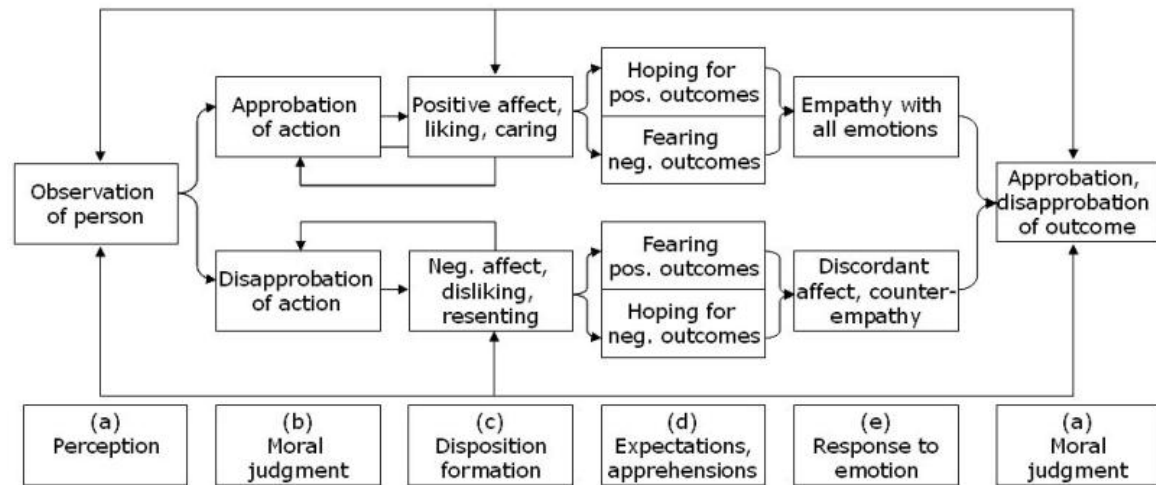 Observation
of person
Approbation
of action
Positive affect,
liking, caring
Hoping for
pos. outcomes
Fearing
neg. outcomes
Empathy with
all emotions
Disapprobation
of action
Neg. affect,
disliking,
resenting
Fearing
pos. outcomes
Hoping for
neg. outcomes
Discordant
affect, counter-
empathy
Approbation,
disapprobation
of outcome
(a)
Perception
(b)
Moral
judgment
(c)
Disposition
formation
(d)
Expectations,
apprehensions
(e)
Response to
emotion
(a)
Moral
judgment